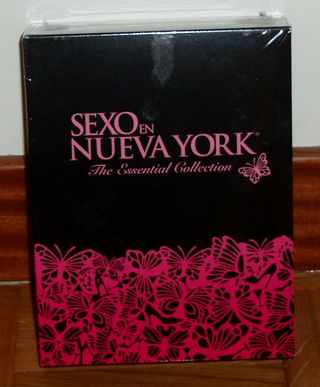 SEXO EN
NUEVA YORK®
The Essential Collection